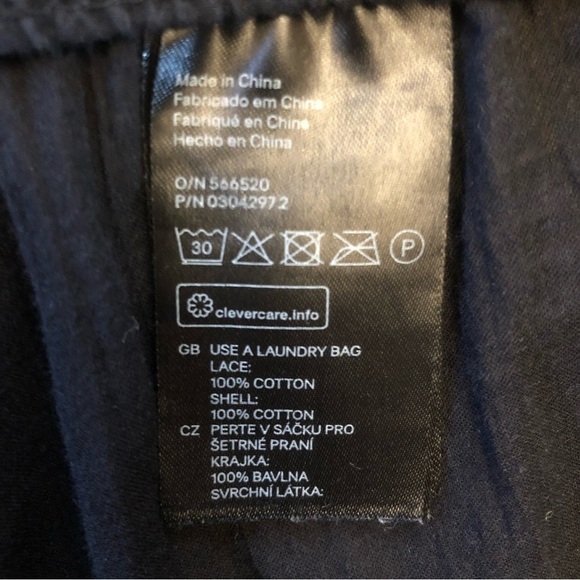 Made in China
Fabricado em China
Fabriqué en Chine
Hecho en China
O/N 566520
P/N 03042972
30 P
clevercare.info
GB USE A LAUNDRY BAG
LACE:
100% COTTON
SHELL:
100% COTTON
CZ PERTE V SÁČKU PRO
ŠETRNÉ PRANÍ
KRAJKA:
100% BAVLNA
SVRCHNÍ LÁTKA: